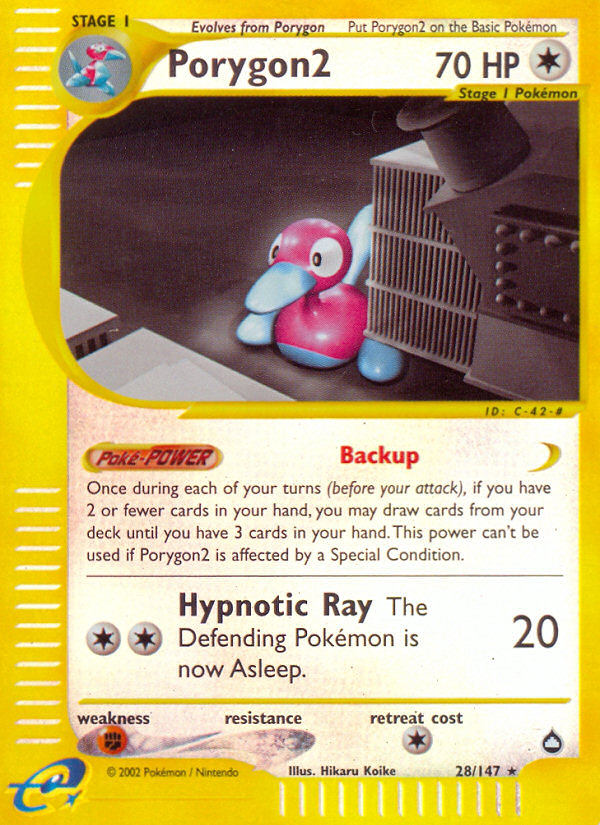 STAGE 1
Evolves from Porygon
Put Porygon2 on the Basic Pokémon
Porygon2
70 HP
Stage 1 Pokémon
ID: C-42-#
Poké-POWER
Backup
Once during each of your turns (before your attack), if you have
2 or fewer cards in your hand, you may draw cards from your
deck until you have 3 cards in your hand. This power can't be
used if Porygon2 is affected by a Special Condition.
Hypnotic Ray The
Defending Pokémon is
now Asleep.
20
weakness
resistance
retreat cost
© 2002 Pokémon / Nintendo
Illus. Hikaru Koike
28/147 ★
e